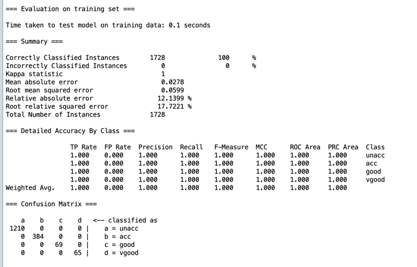 === Evaluation on training set ===
Time taken to test model on training data: 0.1 seconds
=== Summary ===
Correctly Classified Instances 1728 100 %
Incorrectly Classified Instances 0 0 %
Kappa statistic 1
Mean absolute error 0.0278
Root mean squared error 0.0599
Relative absolute error 12.1399 %
Root relative squared error 17.7221 %
Total Number of Instances 1728
=== Detailed Accuracy By Class ===
TP Rate FP Rate Precision Recall F-Measure MCC ROC Area PRC Area Class
1.000 0.000 1.000 1.000 1.000 1.000 1.000 1.000 unacc
1.000 0.000 1.000 1.000 1.000 1.000 1.000 1.000 acc
1.000 0.000 1.000 1.000 1.000 1.000 1.000 1.000 good
1.000 0.000 1.000 1.000 1.000 1.000 1.000 1.000 vgood
Weighted Avg. 1.000 0.000 1.000 1.000 1.000 1.000 1.000 1.000
=== Confusion Matrix ===
a b c d <-- classified as
1210 0 0 0 | a = unacc
0 384 0 0 | b = acc
0 0 69 0 | c = good
0 0 0 65 | d = vgood